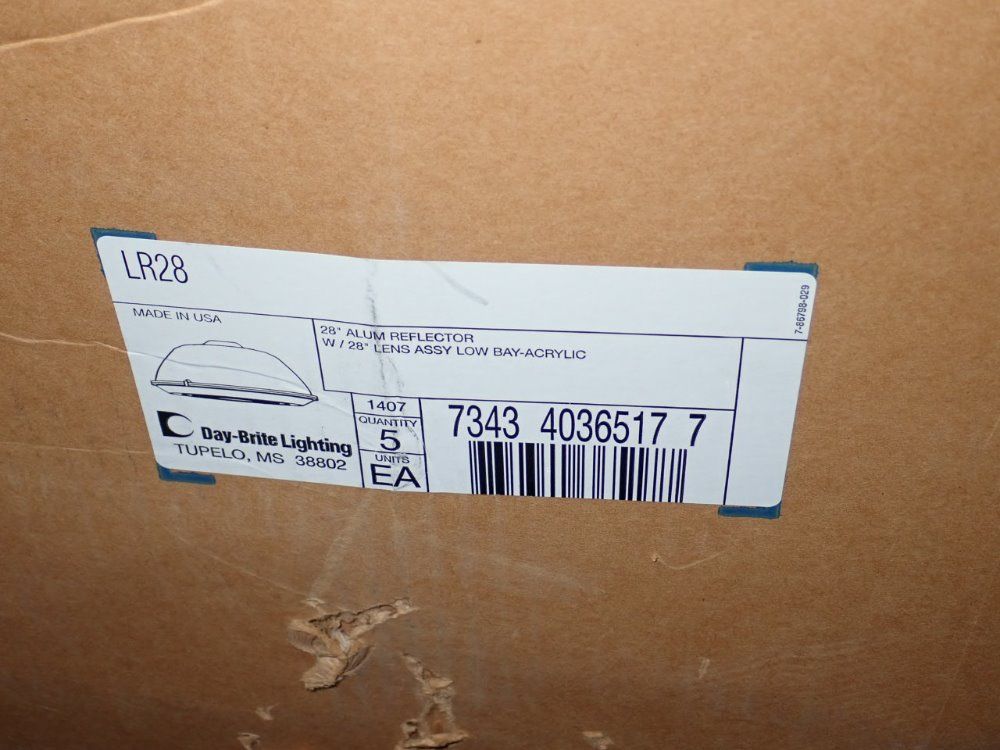 LR28
7-86798-029
MADE IN USA
28" ALUM REFLECTOR
W / 28" LENS ASSY LOW BAY-ACRYLIC
Day-Brite Lighting
TUPELO, MS 38802
1407
QUANTITY
5
UNITS
EA
7343 4036517 7